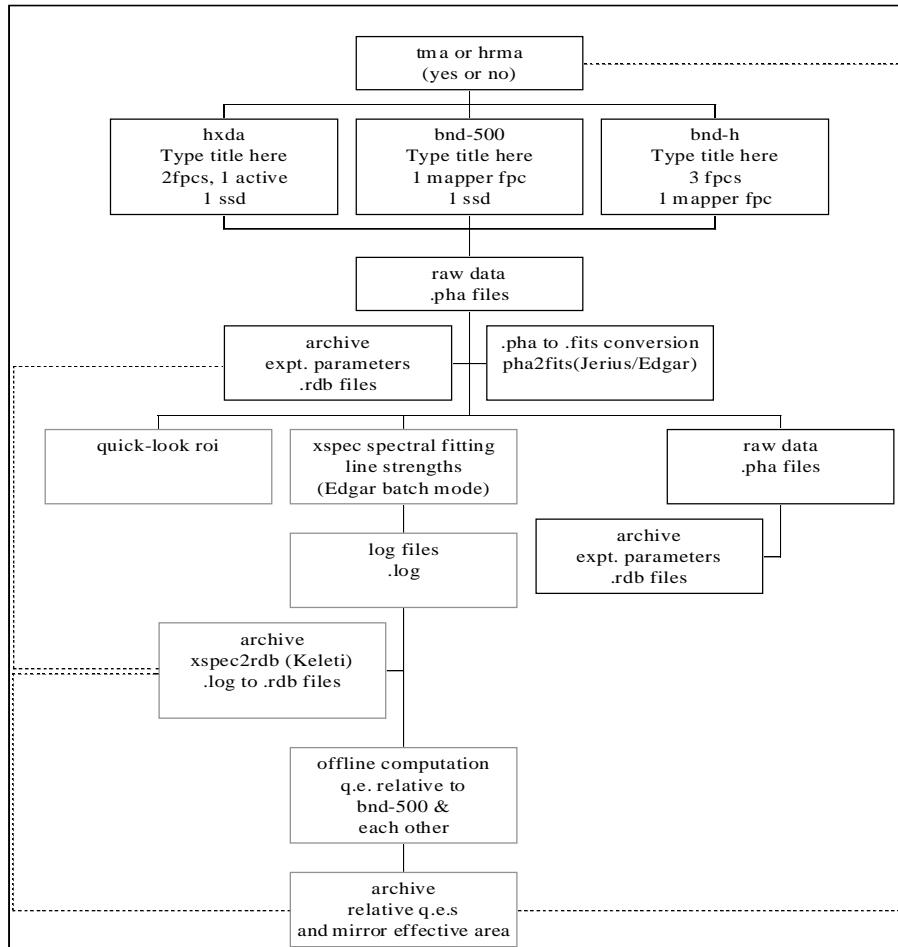 tma or hrma
(yes or no)
hxda
Type title here
2fpcs, 1 active
1 ssd
bnd-500
Type title here
1 mapper fpc
1 ssd
bnd-h
Type title here
3 fpcs
1 mapper fpc
raw data
.pha files
archive
expt. parameters
.rdb files
.pha to .fits conversion
pha2fits(Jerius/Edgar)
quick-look roi
xspec spectral fitting
line strengths
(Edgar batch mode)
raw data
.pha files
log files
.log
archive
expt. parameters
.rdb files
archive
xspec2rdb (Keleti)
.log to .rdb files
offline computation
q.e. relative to
bnd-500 &
each other
archive
relative q.e.s
and mirror effective area